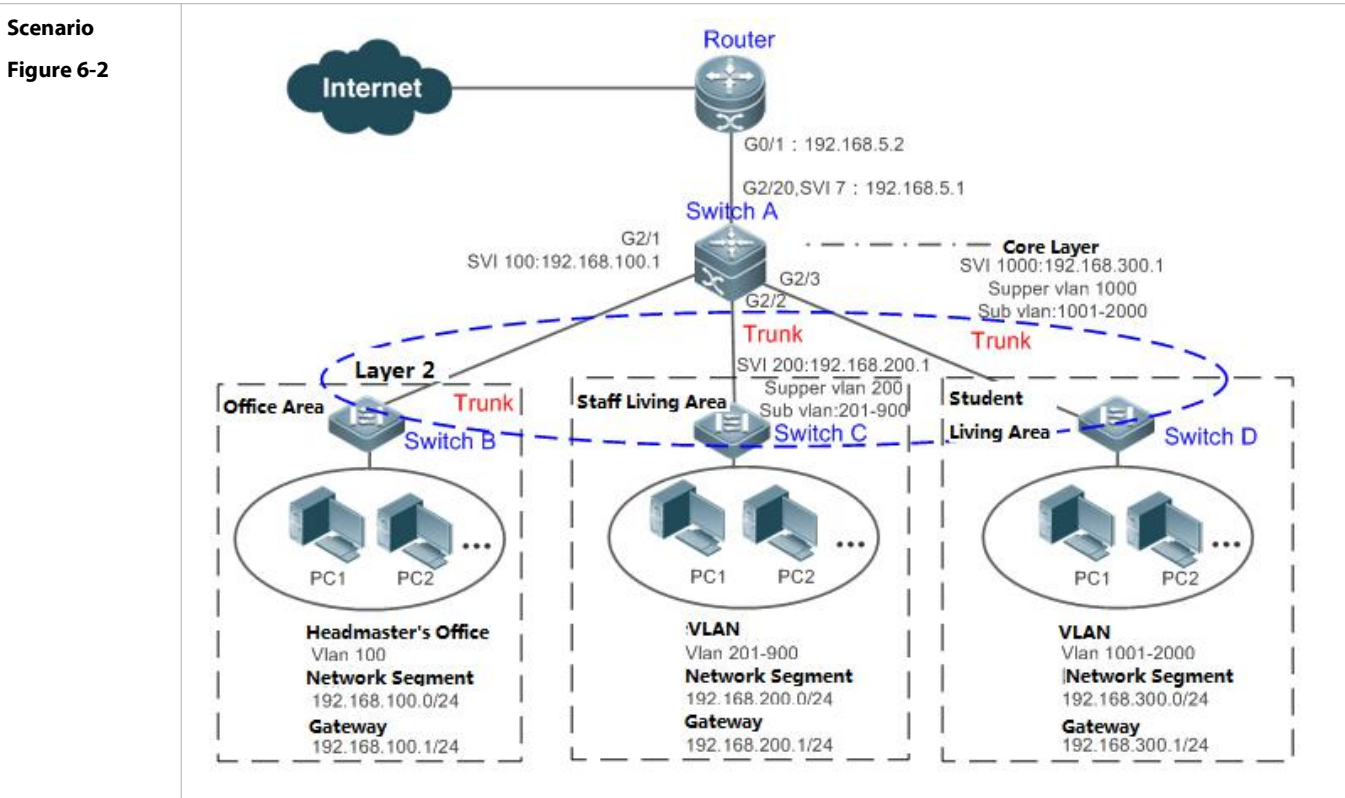 Scenario
Figure 6-2
Router
Internet
G0/1 : 192.168.5.2
G2/20,SVI 7 : 192.168.5.1
Switch A
G2/1
SVI 100:192.168.100.1
Core Layer
SVI 1000:192.168.300.1
Supper vlan 1000
Sub vlan:1001-2000
G2/3
G2/2
Trunk
Trunk
Layer 2
SVI 200:192.168.200.1
Supper vlan 200
Sub vlan:201-900
Office Area
Trunk
Switch B
Staff Living Area
Switch C
Student
Living Area
Switch D
PC1
PC2
...
PC1
PC2
...
PC1
PC2
...
Headmaster's Office
Vlan 100
Network Segment
192.168.100.0/24
Gateway
192.168.100.1/24
VLAN
Vlan 201-900
Network Segment
192.168.200.0/24
Gateway
192.168.200.1/24
VLAN
Vlan 1001-2000
Network Segment
192.168.300.0/24
Gateway
192.168.300.1/24